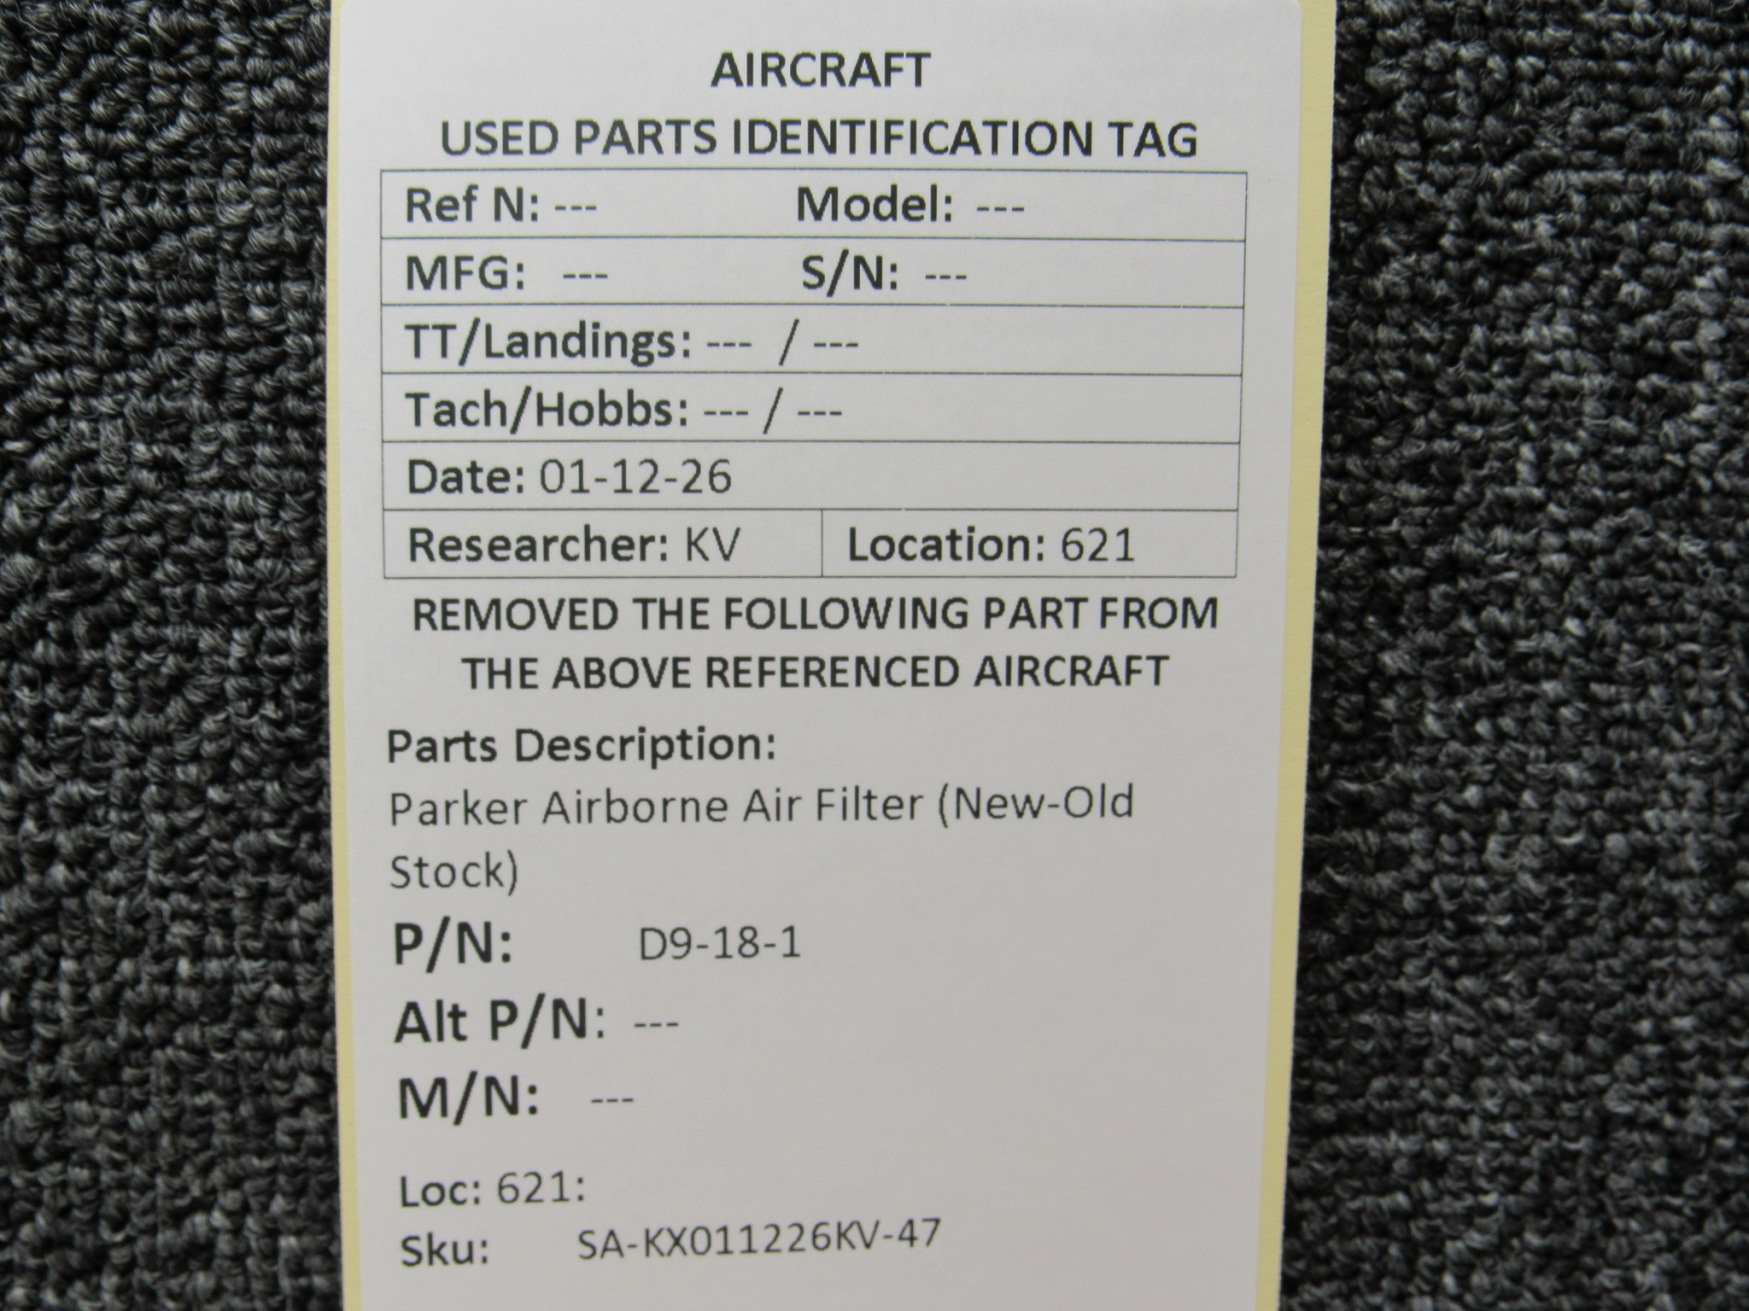 AIRCRAFT
USED PARTS IDENTIFICATION TAG
Ref N: --- Model: ---
MFG: --- S/N: ---
TT/Landings: --- / ---
Tach/Hobbs: --- / ---
Date: 01-12-26
Researcher: KV Location: 621
REMOVED THE FOLLOWING PART FROM
THE ABOVE REFERENCED AIRCRAFT
Parts Description:
Parker Airborne Air Filter (New-Old
Stock)
P/N: D9-18-1
Alt P/N: ---
M/N: ---
Loc: 621:
Sku: SA-KX011226KV-47